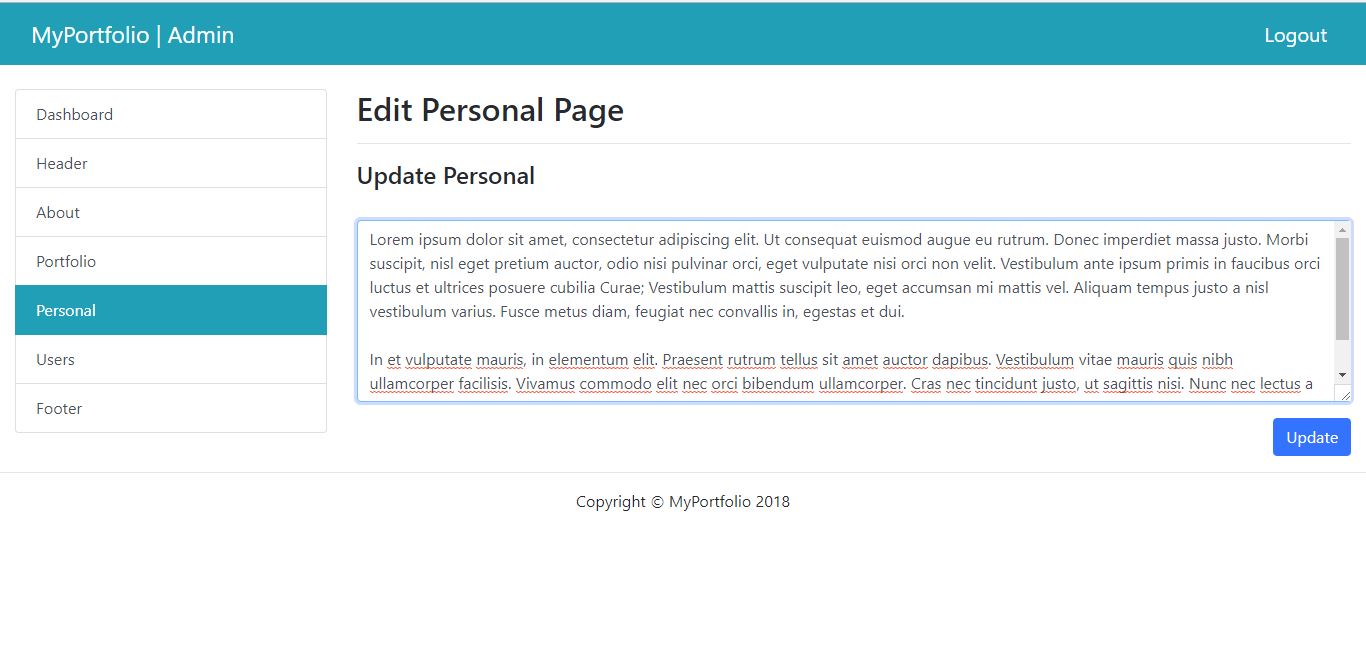 MyPortfolio | Admin
Logout
Dashboard
Header
About
Portfolio
Personal
Users
Footer
Edit Personal Page
Update Personal
Lorem ipsum dolor sit amet, consectetur adipiscing elit. Ut consequat euismod augue eu rutrum. Donec imperdiet massa justo. Morbi
suscipit, nisl eget pretium auctor, odio nisi pulvinar orci, eget vulputate nisi orci non velit. Vestibulum ante ipsum primis in faucibus orci
luctus et ultrices posuere cubilia Curae; Vestibulum mattis suscipit leo, eget accumsan mi mattis vel. Aliquam tempus justo a nisl
vestibulum varius. Fusce metus diam, feugiat nec convallis in, egestas et dui.
In et vulputate mauris, in elementum elit. Praesent rutrum tellus sit amet auctor dapibus. Vestibulum vitae mauris quis nibh
ullamcorper facilisis. Vivamus commodo elit nec orci bibendum ullamcorper. Cras nec tincidunt justo, ut sagittis nisi. Nunc nec lectus a
Update
Copyright © MyPortfolio 2018